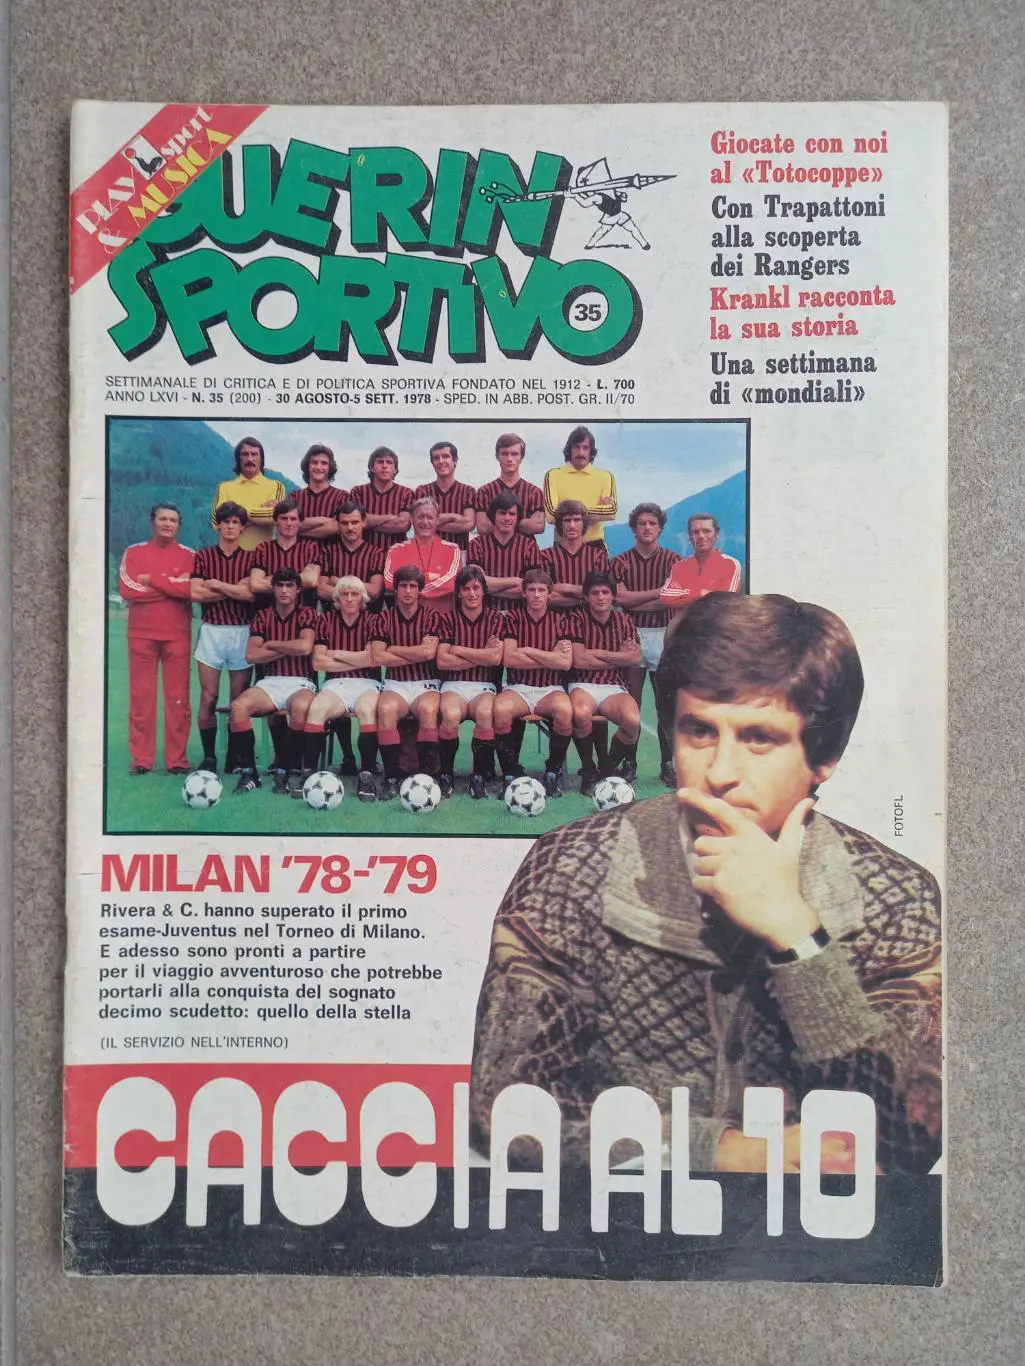 PLAY sport
& MUSICA
GUERIN
SPORTIVO
35
Giocate con noi
al «Totocoppe»
Con Trapattoni
alla scoperta
dei Rangers
Krankl racconta
la sua storia
Una settimana
di «mondiali»
SETTIMANALE DI CRITICA E DI POLITICA SPORTIVA FONDATO NEL 1912 - L. 700
ANNO LXVI - N. 35 (200) - 30 AGOSTO-5 SETT. 1978 - SPED. IN ABB. POST. GR. II/70
FOTOFL
MILAN '78-'79
Rivera & C. hanno superato il primo
esame-Juventus nel Torneo di Milano.
E adesso sono pronti a partire
per il viaggio avventuroso che potrebbe
portarli alla conquista del sognato
decimo scudetto: quello della stella
(IL SERVIZIO NELL'INTERNO)
CACCIA AL 10